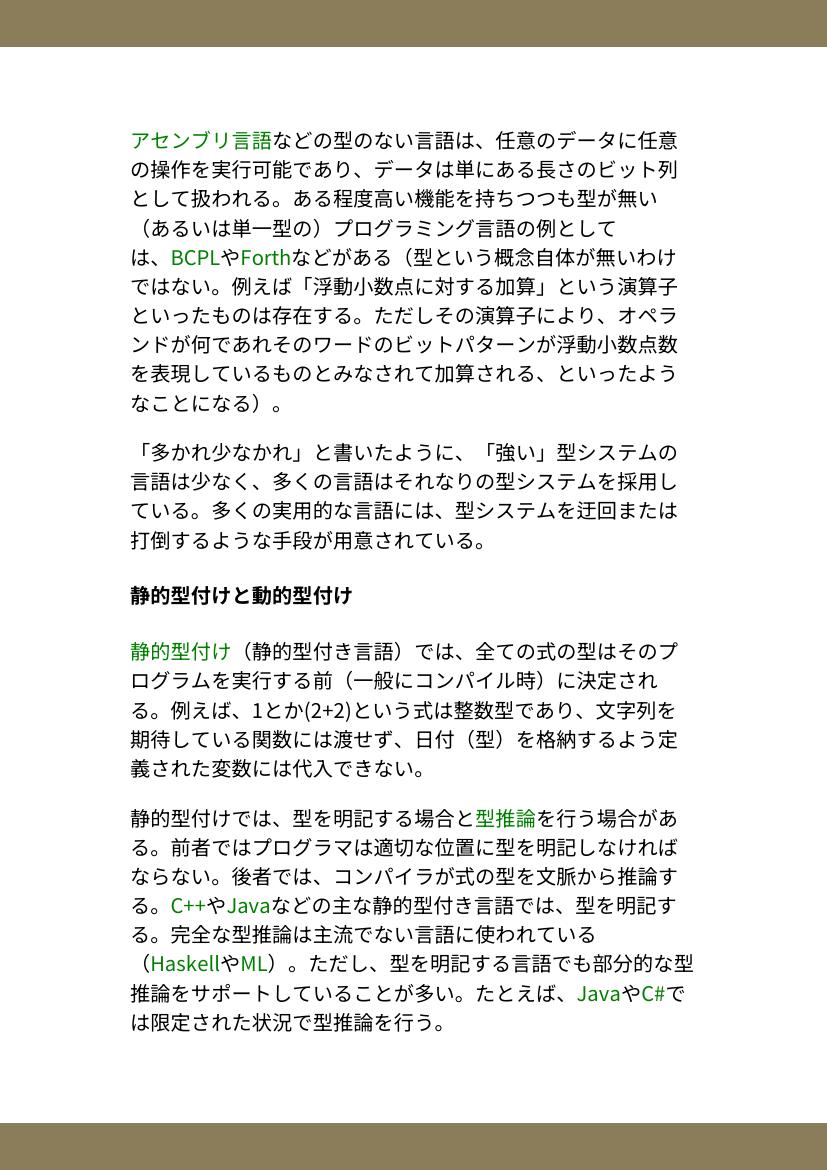 アセンブリ言語などの型のない言語は、任意のデータに任意
の操作を実行可能であり、データは単にある長さのビット列
として扱われる。ある程度高い機能を持ちつつも型が無い
（あるいは単一型の）プログラミング言語の例として
は、BCPLやForthなどがある（型という概念自体が無いわけ
ではない。例えば「浮動小数点に対する加算」という演算子
といったものは存在する。ただしその演算子により、オペラ
ンドが何であれそのワードのビットパターンが浮動小数点数
を表現しているものとみなされて加算される、といったよう
なことになる）。
「多かれ少なかれ」と書いたように、「強い」型システムの
言語は少なく、多くの言語はそれなりの型システムを採用し
ている。多くの実用的な言語には、型システムを迂回または
打倒するような手段が用意されている。
静的型付けと動的型付け
静的型付け（静的型付き言語）では、全ての式の型はそのプ
ログラムを実行する前（一般にコンパイル時）に決定され
る。例えば、1とか(2+2)という式は整数型であり、文字列を
期待している関数には渡せず、日付（型）を格納するよう定
義された変数には代入できない。
静的型付けでは、型を明記する場合と型推論を行う場合があ
る。前者ではプログラマは適切な位置に型を明記しなければ
ならない。後者では、コンパイラが式の型を文脈から推論す
る。C++やJavaなどの主な静的型付き言語では、型を明記す
る。完全な型推論は主流でない言語に使われている
（HaskellやML）。ただし、型を明記する言語でも部分的な型
推論をサポートしていることが多い。たとえば、JavaやC#で
は限定された状況で型推論を行う。